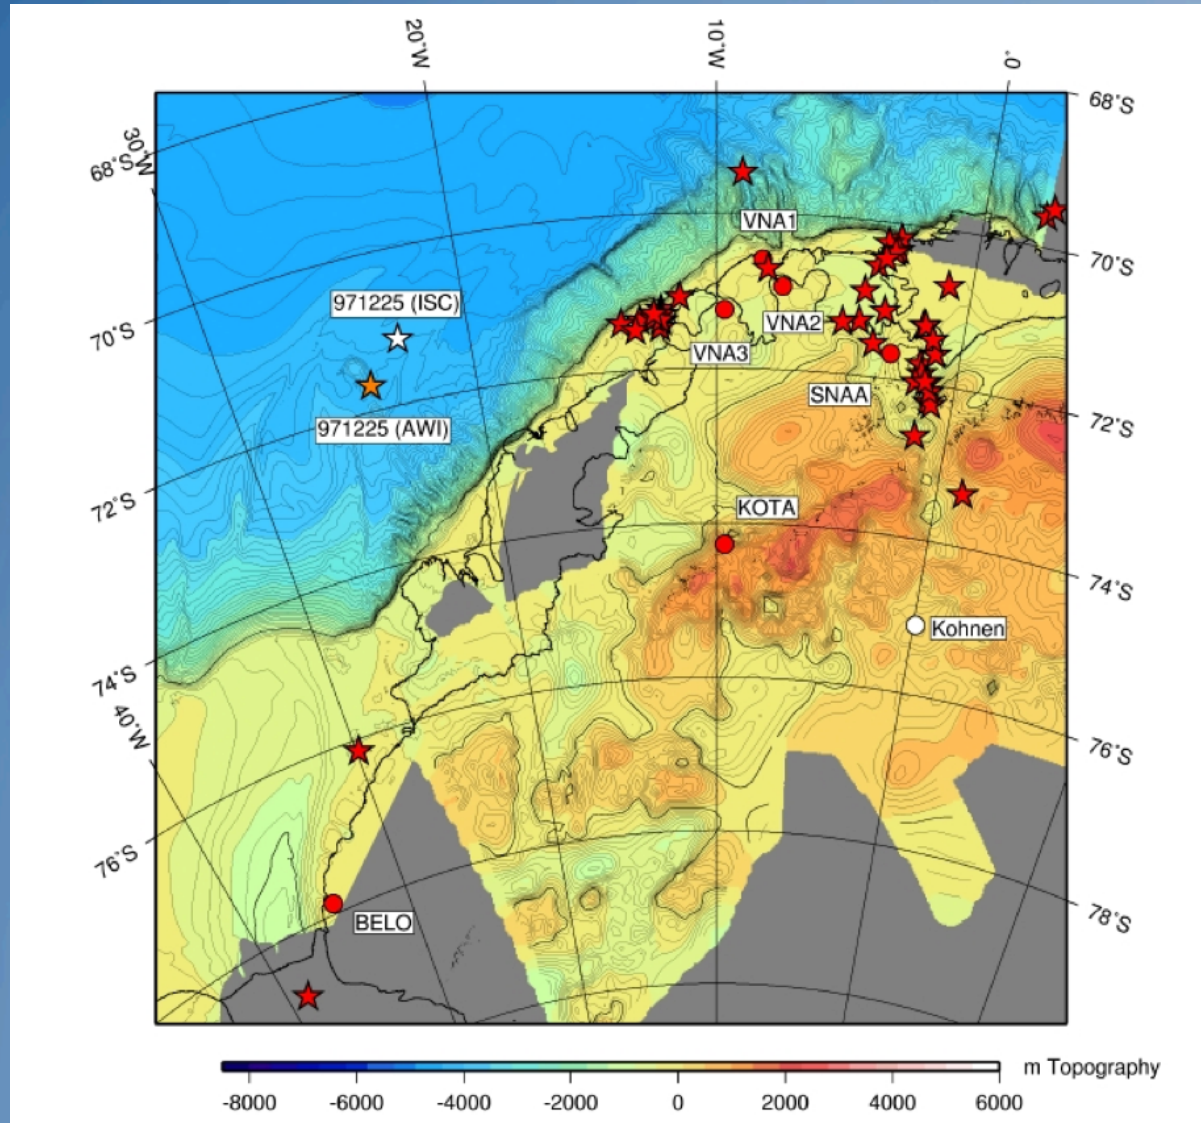 20°W
10°W
0°
68°S
30°W
68°S
VNA1
70°S
971225 (ISC)
70°S
VNA2
VNA3
SNAA
971225 (AWI)
72°S
72°S
KOTA
74°S
Kohnen
74°S
40°W
76°S
76°S
BELO
78°S
m Topography
-8000 -6000 -4000 -2000 0 2000 4000 6000